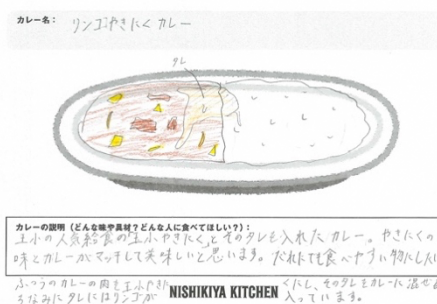 カレー名： リンゴやきにくカレー
タレ
カレーの説明（どんな味や具材？どんな人に食べてほしい？）：
玉小の人気給食の「玉小やきにく」とそのタレを入れたカレー。やきにくの
味とカレーがマッチして美味しいと思います。だれでも食べやすい物にしたい
ふつうのカレーの肉を玉小やきにくにし、そのタレをカレーに混ぜ
ちなみにタレにはリンゴが入っています。
NISHIKIYA KITCHEN